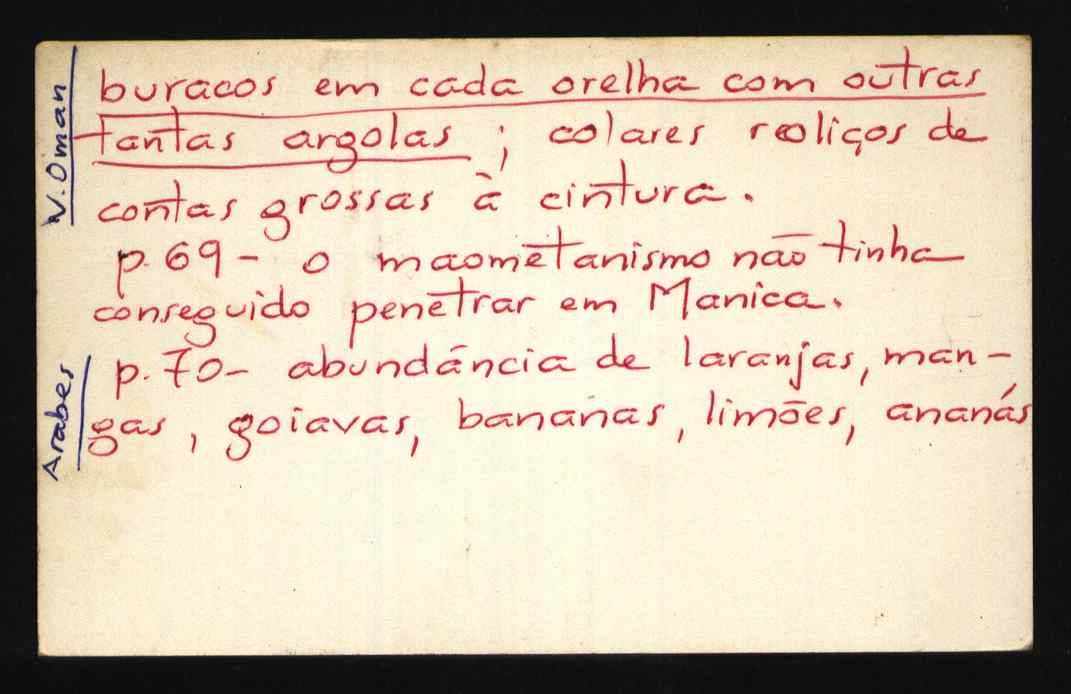 V. Oman
buracos em cada orelha com outras
tantas argolas ; colares roliços de
contas grossas à cintura.
p. 69 - o maometanismo não tinha
conseguido penetrar em Manica.
Arabes
p. 70 - abundância de laranjas, man-
gas, goiavas, bananas, limões, ananás